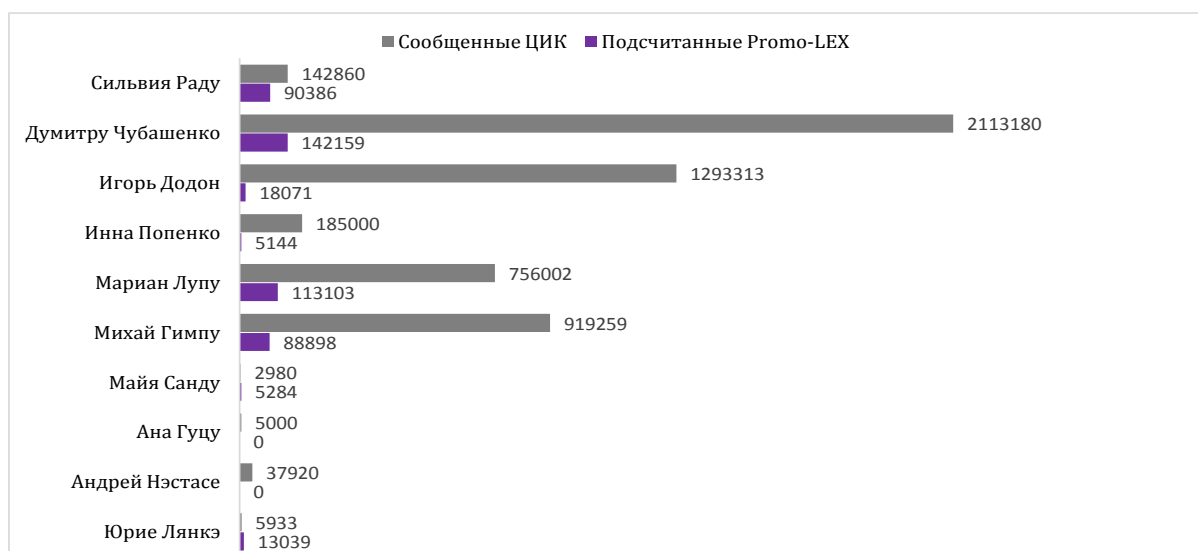 Сообщенные ЦИК Подсчитанные Promo-LEX
Сильвия Раду 142860
90386
Думитру Чубашенко 2113180
142159
Игорь Додон 1293313
18071
Инна Попенко 185000
5144
Мариан Лупу 756002
113103
Михай Гимпу 919259
88898
Майя Санду 2980
5284
Ана Гуцу 5000
0
Андрей Нэстасе 37920
0
Юрие Лянкэ 5933
13039